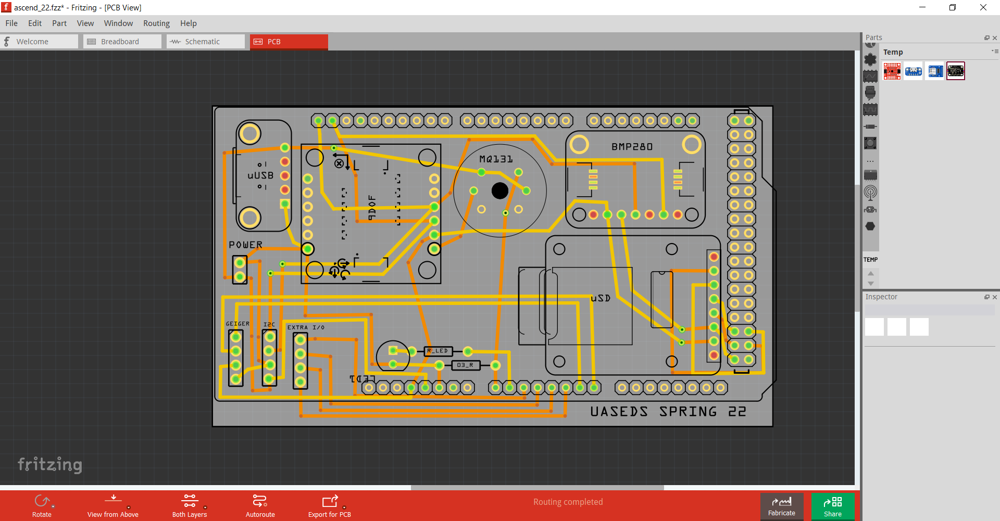 ascend_22.fzz* - Fritzing - [PCB View]
File Edit Part View Window Routing Help
Welcome Breadboard Schematic PCB
Parts
Temp
TEMP
Inspector
MQ131
BMP280
uUSB
9DOF
POWER
uSD
GEIGER I2C EXTRA I/O
R_LED
O3_R
LED1
UASEDS SPRING 22
fritzing
Rotate View from Above Both Layers Autoroute Export for PCB Routing completed Fabricate Share